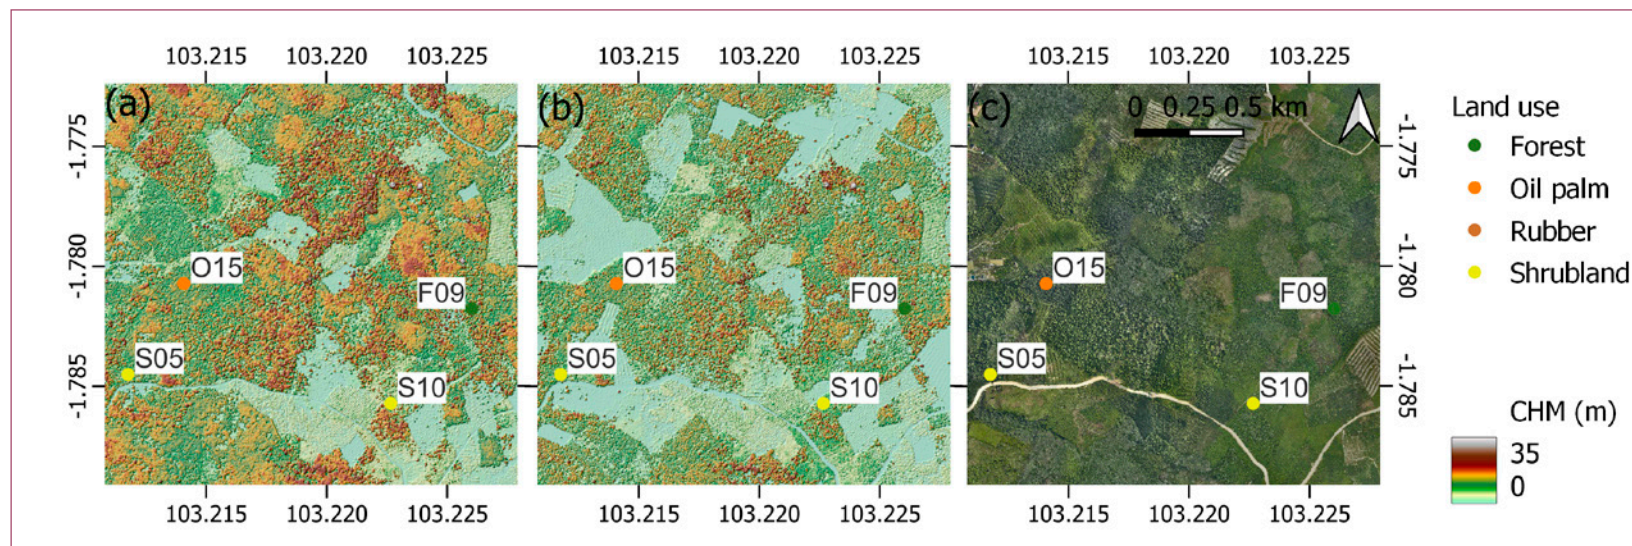 103.215 103.220 103.225 103.215 103.220 103.225 103.215 103.220 103.225
(a) (b) (c)
0 0.25 0.5 km
-1.775 -1.775
-1.780 -1.780
-1.785 -1.785
O15 O15 O15
F09 F09 F09
S05 S05 S05
S10 S10 S10
103.215 103.220 103.225 103.215 103.220 103.225 103.215 103.220 103.225
Land use
Forest
Oil palm
Rubber
Shrubland
CHM (m)
35
0